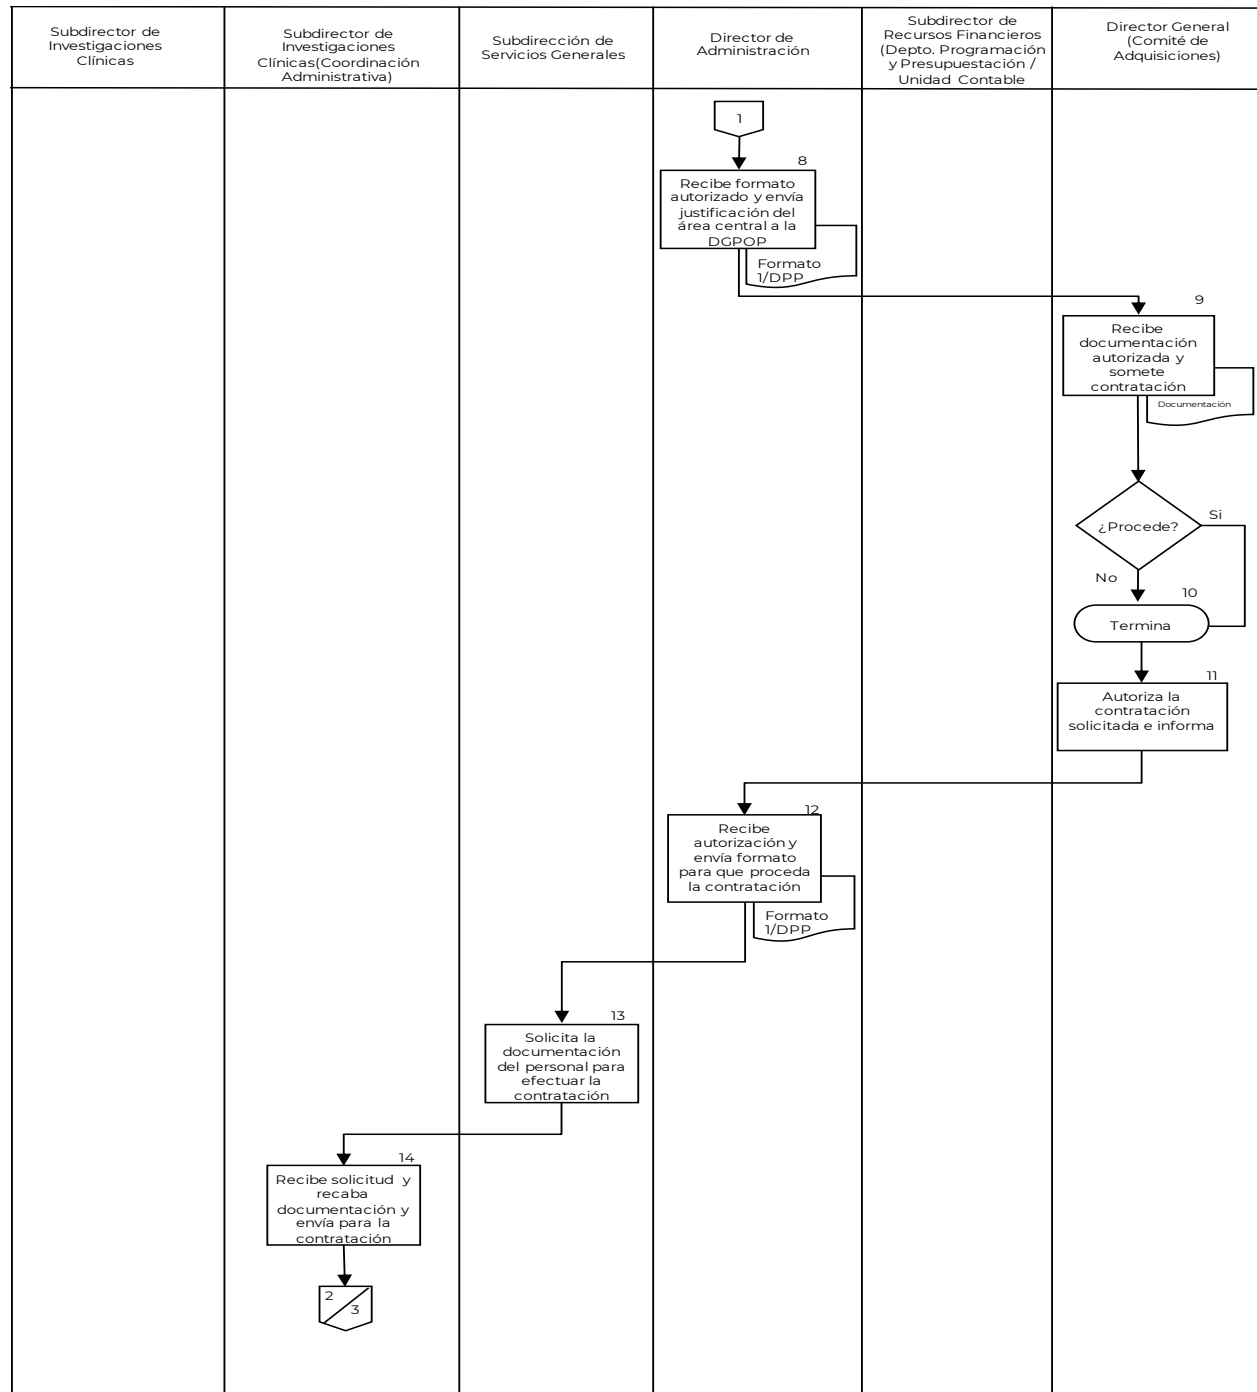 Subdirector de
Investigaciones
Clínicas
Subdirector de
Investigaciones
Clínicas(Coordinación
Administrativa)
Subdirección de
Servicios Generales
Director de
Administración
Subdirector de
Recursos Financieros
(Depto. Programación
y Presupuestación /
Unidad Contable
Director General
(Comité de
Adquisiciones)
1
8
Recibe formato
autorizado y envía
justificación del
área central a la
DGPOP
Formato
1/DPP
9
Recibe
documentación
autorizada y
somete
contratación
Documentación
¿Procede?
Si
No
10
Termina
11
Autoriza la
contratación
solicitada e informa
12
Recibe
autorización y
envía formato
para que proceda
la contratación
Formato
1/DPP
13
Solicita la
documentación
del personal para
efectuar la
contratación
14
Recibe solicitud y
recaba
documentación y
envía para la
contratación
2
3